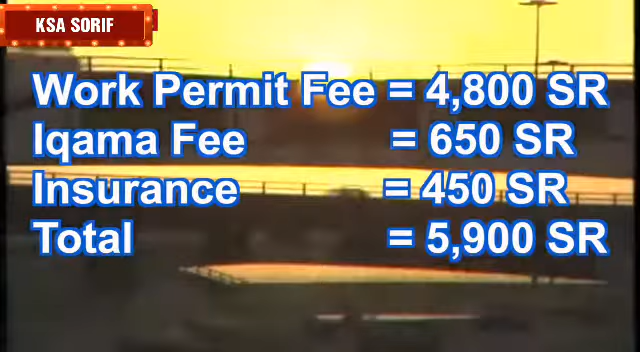 KSA SORIF
Work Permit Fee = 4,800 SR
Iqama Fee = 650 SR
Insurance = 450 SR
Total = 5,900 SR